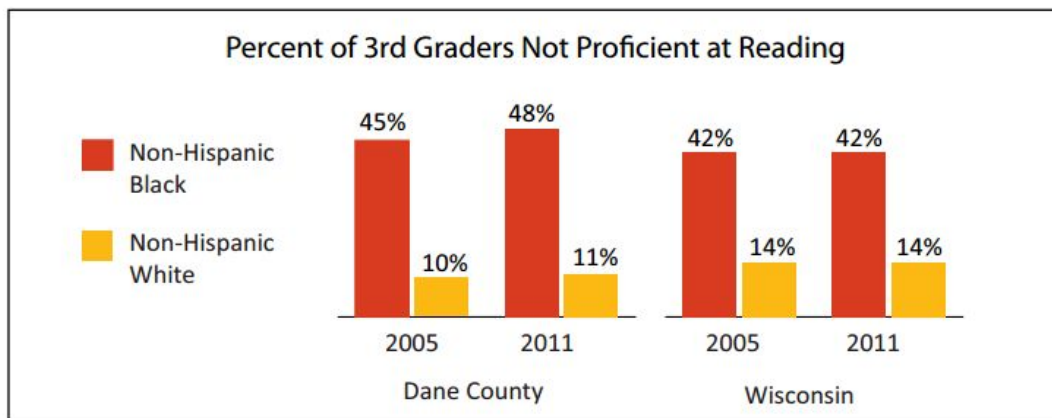 Percent of 3rd Graders Not Proficient at Reading
Non-Hispanic
Black
Non-Hispanic
White
45%
10%
48%
11%
42%
14%
42%
14%
2005
2011
2005
2011
Dane County
Wisconsin